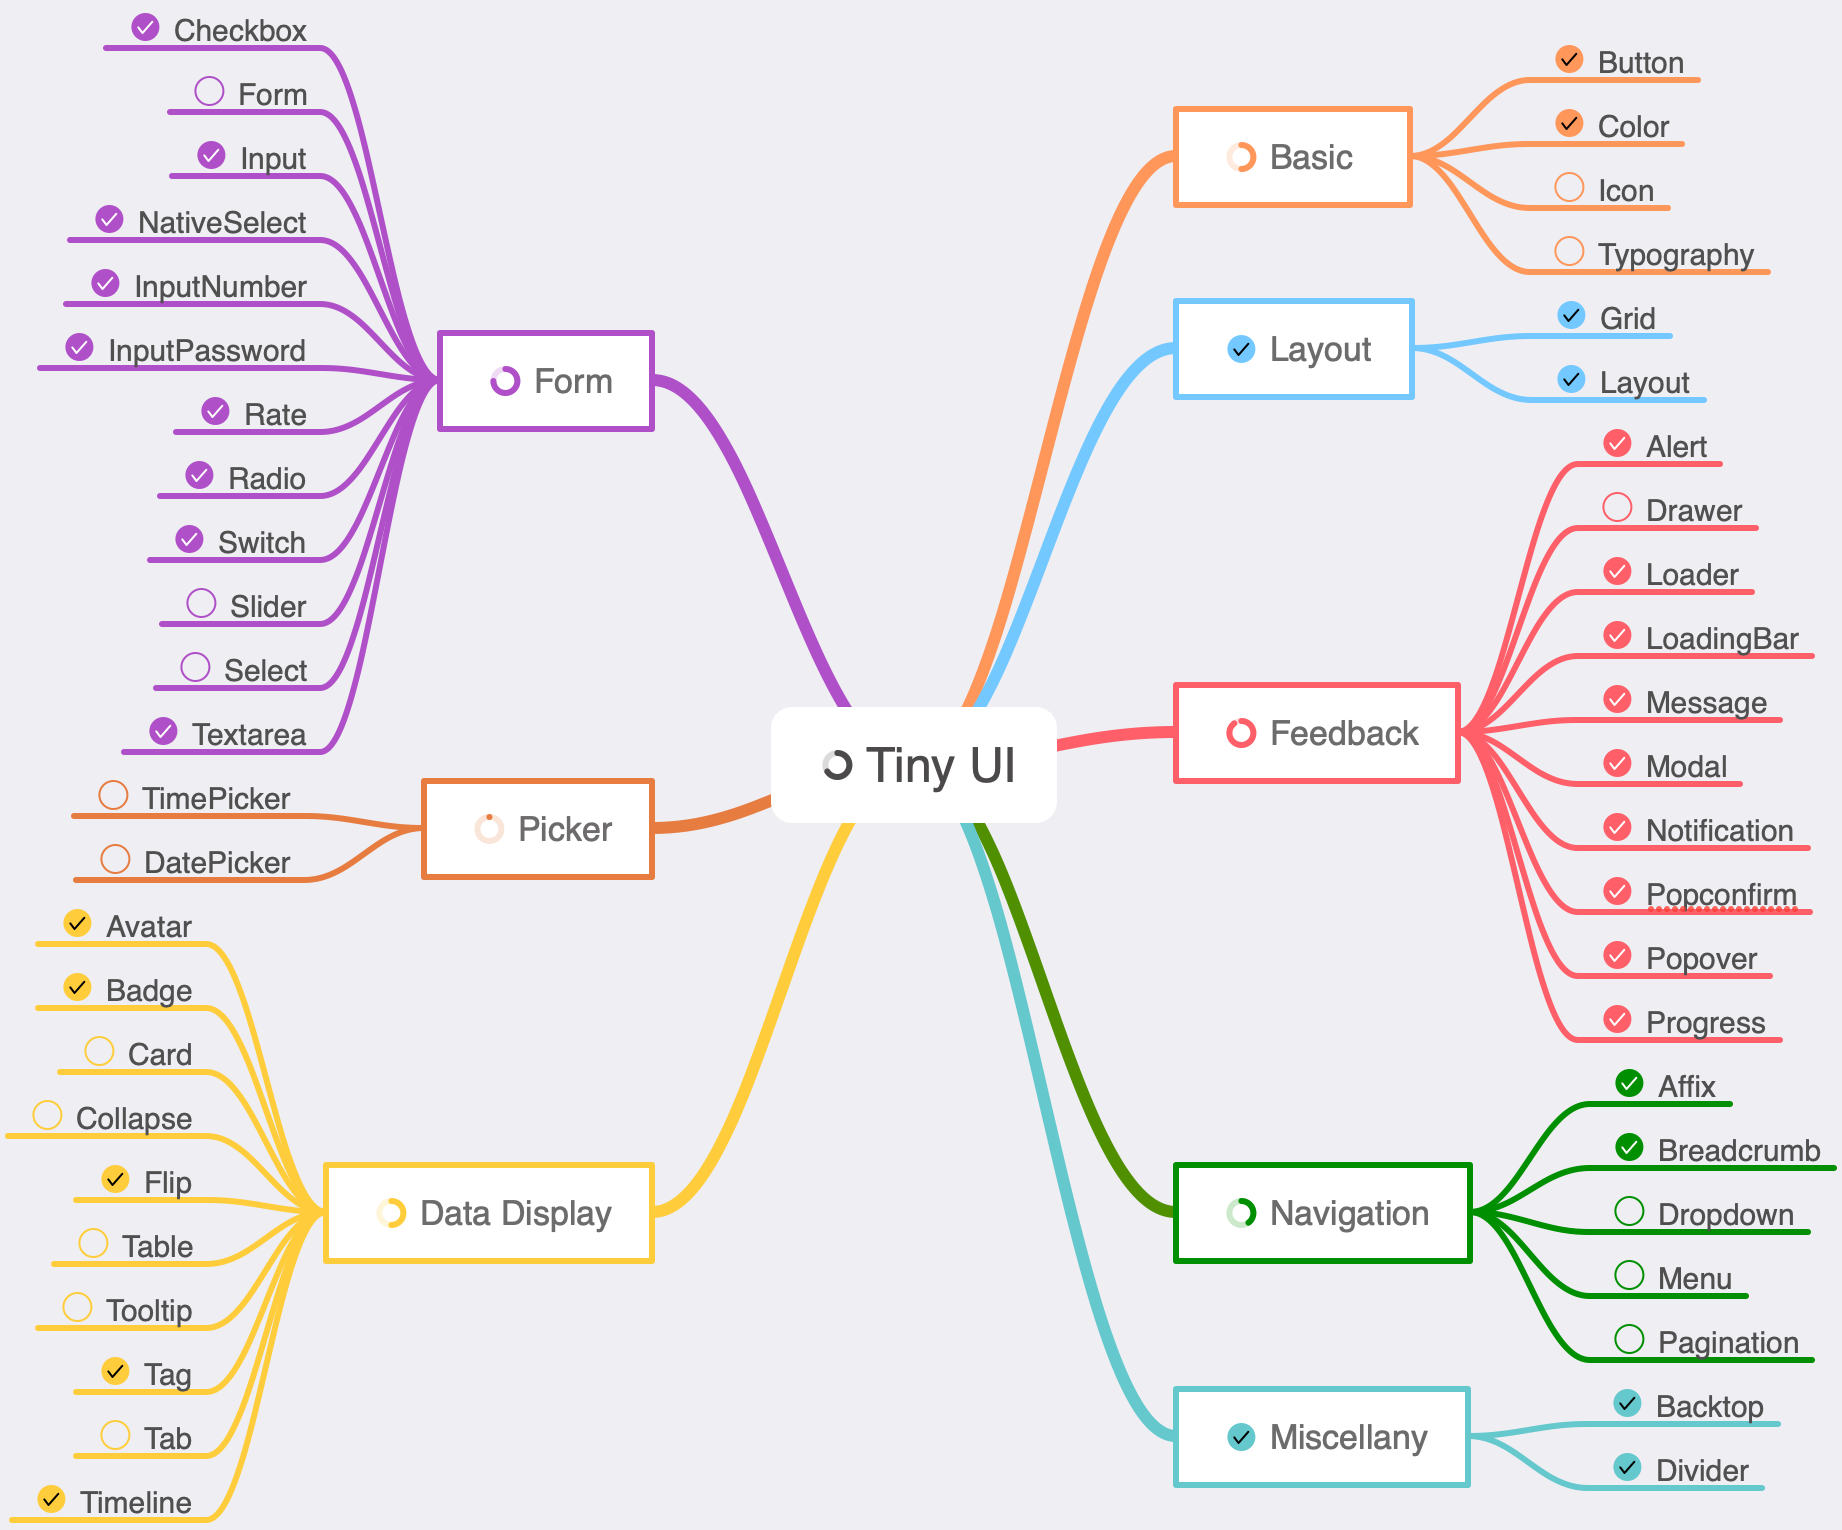 Tiny UI
Form
Checkbox
Form
Input
NativeSelect
InputNumber
InputPassword
Rate
Radio
Switch
Slider
Select
Textarea
Picker
TimePicker
DatePicker
Data Display
Avatar
Badge
Card
Collapse
Flip
Table
Tooltip
Tag
Tab
Timeline
Basic
Button
Color
Icon
Typography
Layout
Grid
Layout
Feedback
Alert
Drawer
Loader
LoadingBar
Message
Modal
Notification
Popconfirm
Popover
Progress
Navigation
Affix
Breadcrumb
Dropdown
Menu
Pagination
Miscellany
Backtop
Divider